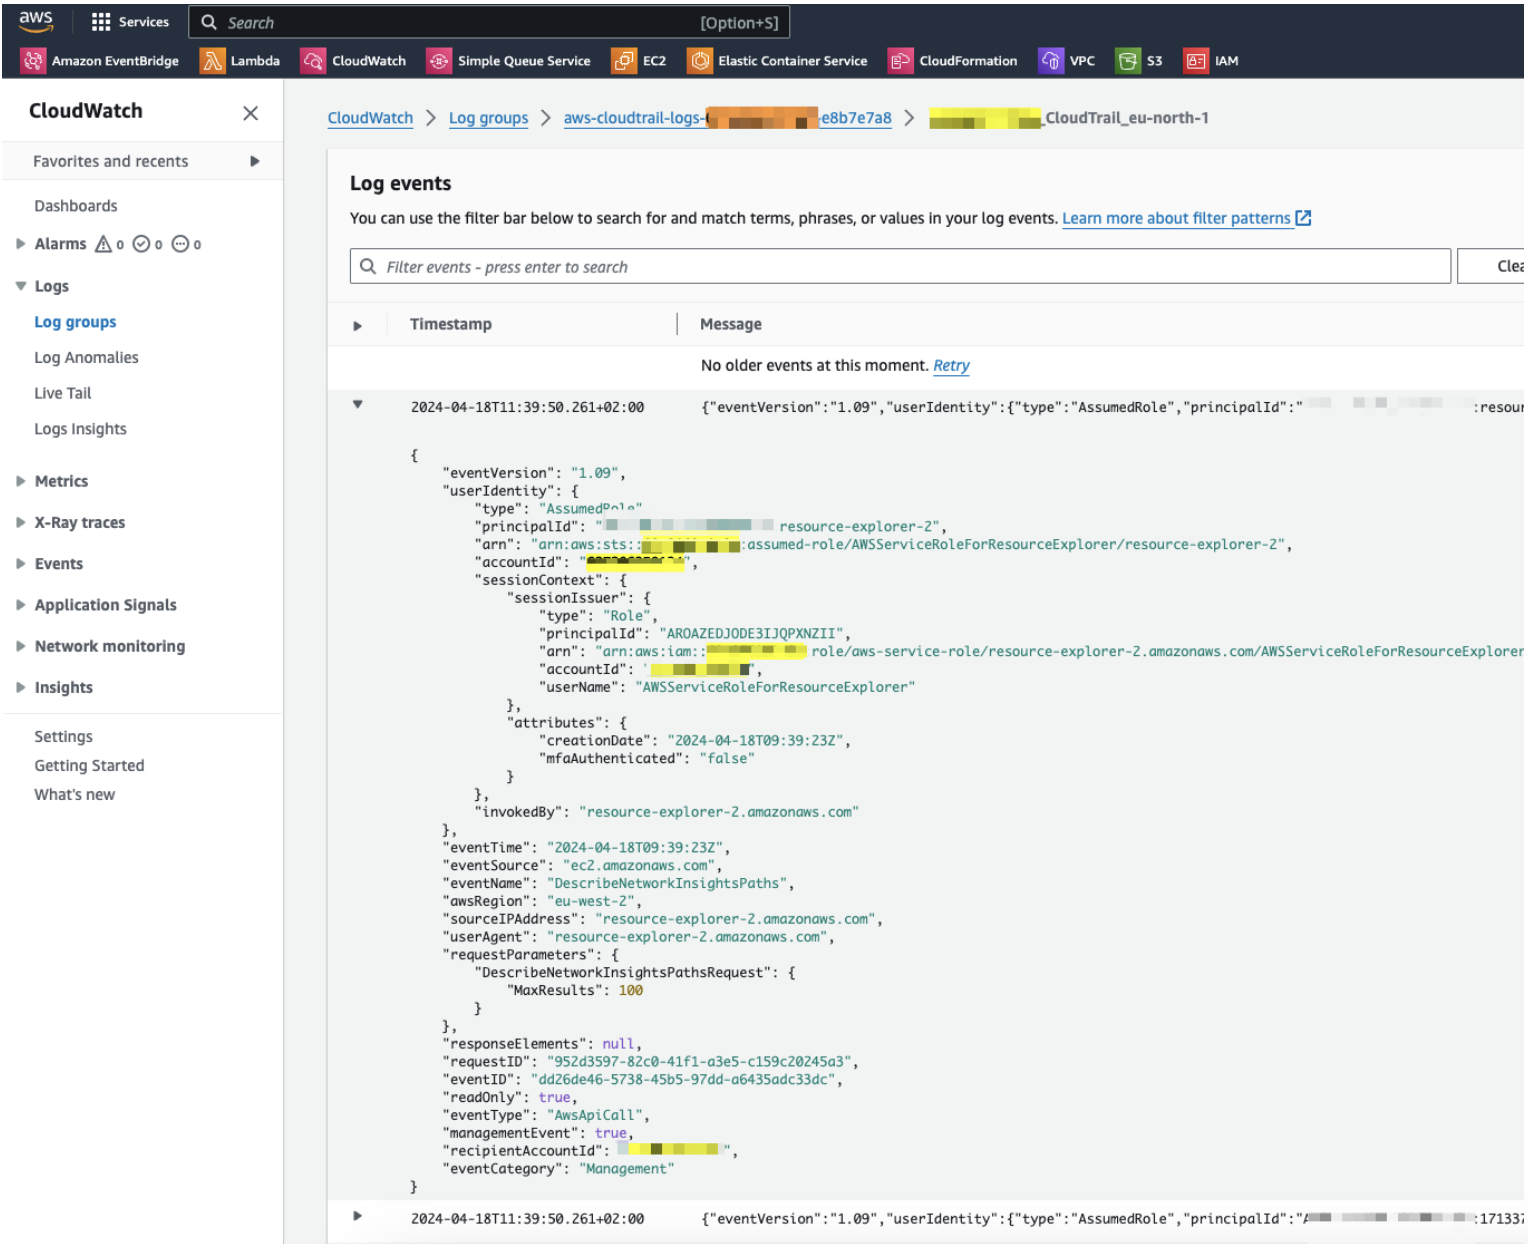 aws
Services
Search
[Option+S]
Amazon EventBridge
Lambda
CloudWatch
Simple Queue Service
EC2
Elastic Container Service
CloudFormation
VPC
S3
IAM
CloudWatch
Favorites and recents
Dashboards
Alarms 0 0 0
Logs
Log groups
Log Anomalies
Live Tail
Logs Insights
Metrics
X-Ray traces
Events
Application Signals
Network monitoring
Insights
Settings
Getting Started
What's new
CloudWatch
Log groups
aws-cloudtrail-logs- -e8b7e7a8
_CloudTrail_eu-north-1
Log events
You can use the filter bar below to search for and match terms, phrases, or values in your log events. Learn more about filter patterns
Filter events - press enter to search
Clea
Timestamp
Message
No older events at this moment. Retry
2024-04-18T11:39:50.261+02:00 {"eventVersion":"1.09","userIdentity":{"type":"AssumedRole","principalId":" :resour
{
"eventVersion": "1.09",
"userIdentity": {
"type": "AssumedRole"
"principalId": " resource-explorer-2",
"arn": "arn:aws:sts:: :assumed-role/AWSServiceRoleForResourceExplorer/resource-explorer-2",
"accountId": " ",
"sessionContext": {
"sessionIssuer": {
"type": "Role",
"principalId": "AROAZEDJODE3IJQPXNZII",
"arn": "arn:aws:iam:: role/aws-service-role/resource-explorer-2.amazonaws.com/AWSServiceRoleForResourceExplorer
"accountId": " ",
"userName": "AWSServiceRoleForResourceExplorer"
},
"attributes": {
"creationDate": "2024-04-18T09:39:23Z",
"mfaAuthenticated": "false"
}
},
"invokedBy": "resource-explorer-2.amazonaws.com"
},
"eventTime": "2024-04-18T09:39:23Z",
"eventSource": "ec2.amazonaws.com",
"eventName": "DescribeNetworkInsightsPaths",
"awsRegion": "eu-west-2",
"sourceIPAddress": "resource-explorer-2.amazonaws.com",
"userAgent": "resource-explorer-2.amazonaws.com",
"requestParameters": {
"DescribeNetworkInsightsPathsRequest": {
"MaxResults": 100
}
},
"responseElements": null,
"requestID": "952d3597-82c0-41f1-a3e5-c159c20245a3",
"eventID": "dd26de46-5738-45b5-97dd-a6435adc33dc",
"readOnly": true,
"eventType": "AwsApiCall",
"managementEvent": true,
"recipientAccountId": ",
"eventCategory": "Management"
}
2024-04-18T11:39:50.261+02:00 {"eventVersion":"1.09","userIdentity":{"type":"AssumedRole","principalId":"A :171337